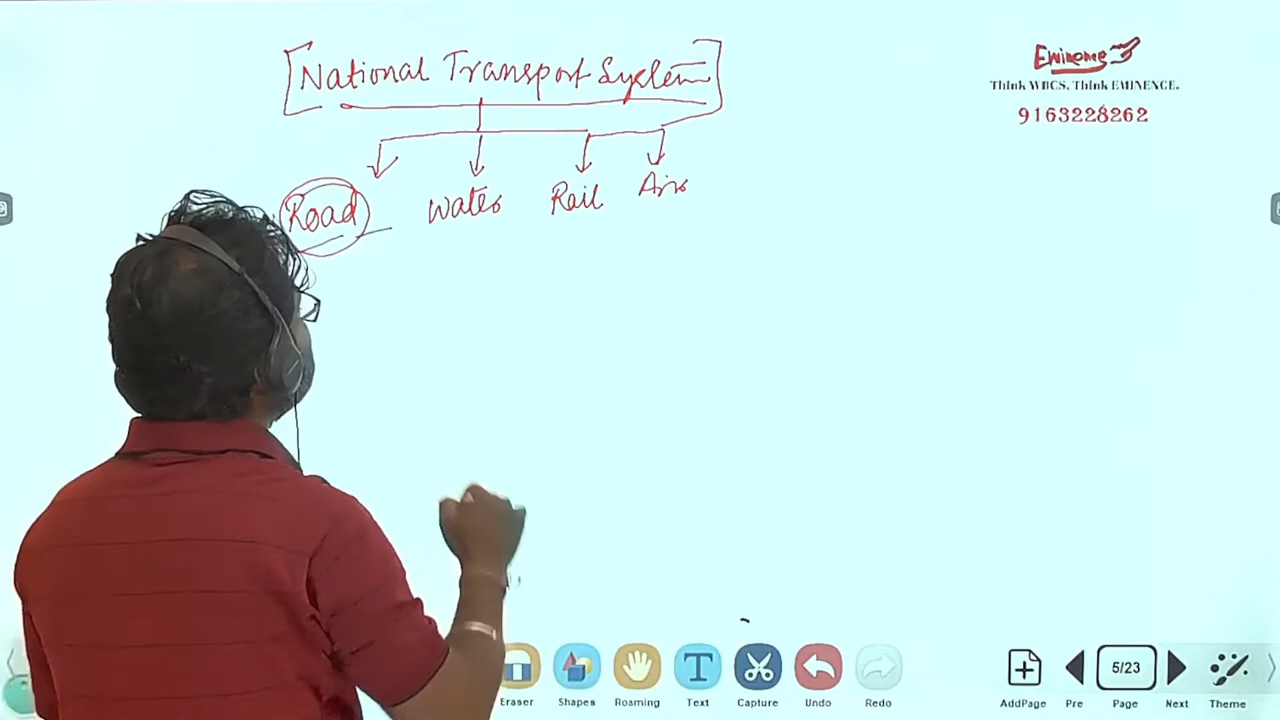 [National Transport System]
Road Water Rail Air
Eminence
Think WBCS, Think EMINENCE.
9163228262
Eraser Shapes Roaming Text Capture Undo Redo
AddPage Pre Page Next Theme
5/23
T